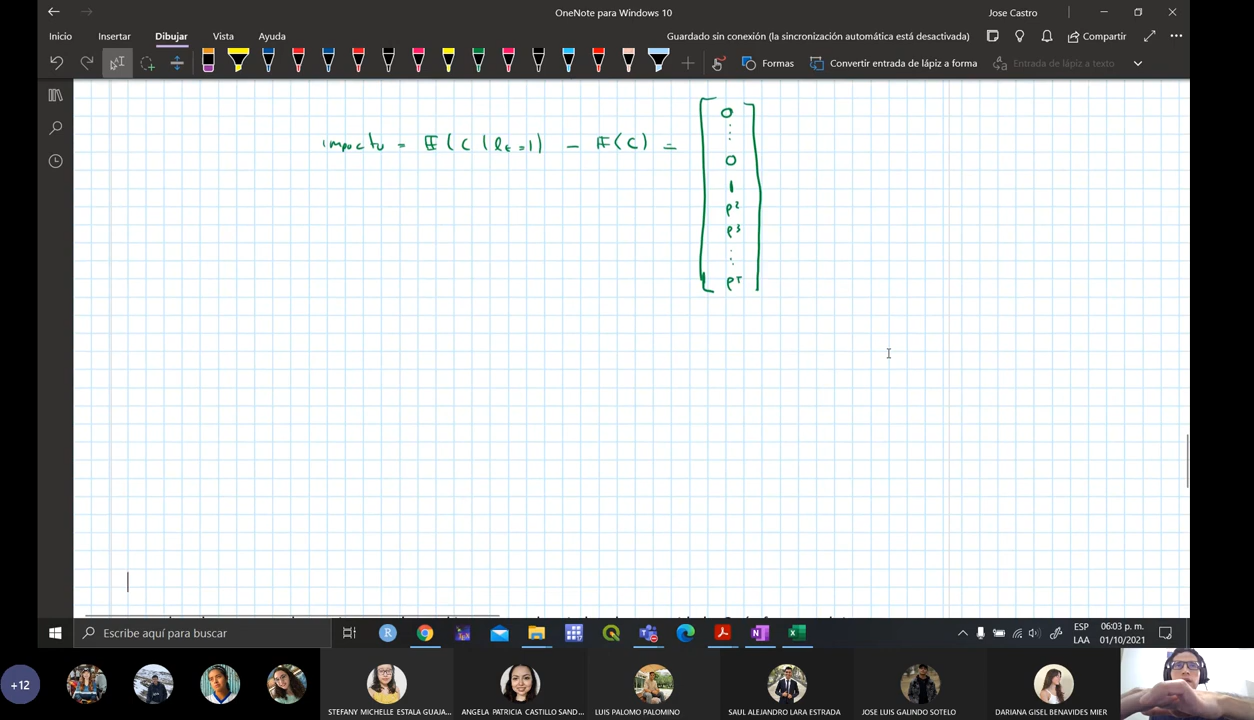 OneNote para Windows 10
Jose Castro
Inicio Insertar Dibujar Vista Ayuda
Guardado sin conexión (la sincronización automática está desactivada)
Compartir
Formas
Convertir entrada de lápiz a forma
Entrada de lápiz a texto
impacto = E(C|l_t=1) - E(C) =
0
⋮
0
1
ρ²
ρ³
⋮
ρᵀ
Escribe aquí para buscar
ESP
LAA
06:03 p. m.
01/10/2021
+12
STEFANY MICHELLE ESTALA GUAJA...
ANGELA PATRICIA CASTILLO SAND...
LUIS PALOMO PALOMINO
SAUL ALEJANDRO LARA ESTRADA
JOSE LUIS GALINDO SOTELO
DARIANA GISEL BENAVIDES MIER